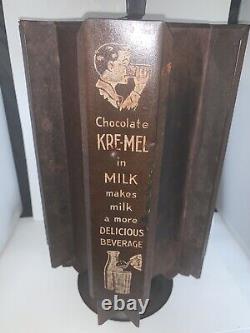 Chocolate
KRE-MEL
in
MILK
makes
milk
a more
DELICIOUS
BEVERAGE